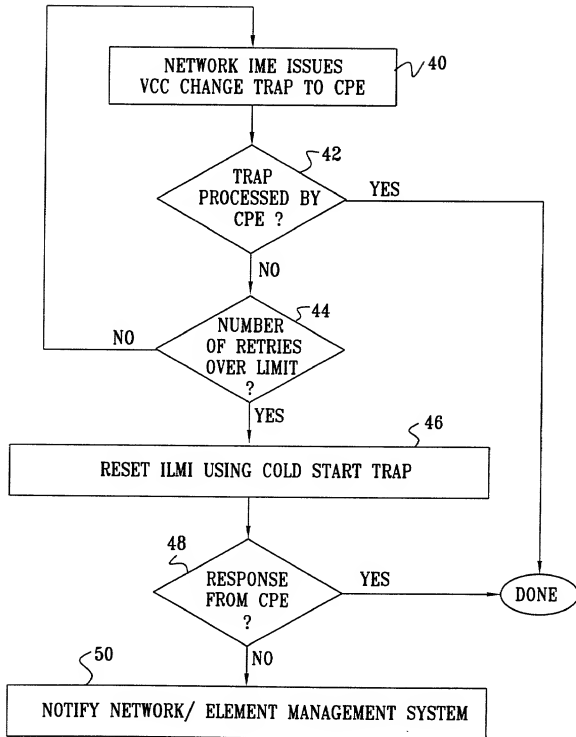 NETWORK IME ISSUES
VCC CHANGE TRAP TO CPE
40
42
TRAP
PROCESSED BY
CPE ?
YES
NO
44
NUMBER
OF RETRIES
OVER LIMIT
?
NO
YES
46
RESET ILMI USING COLD START TRAP
48
RESPONSE
FROM CPE
?
YES
DONE
NO
50
NOTIFY NETWORK/ ELEMENT MANAGEMENT SYSTEM